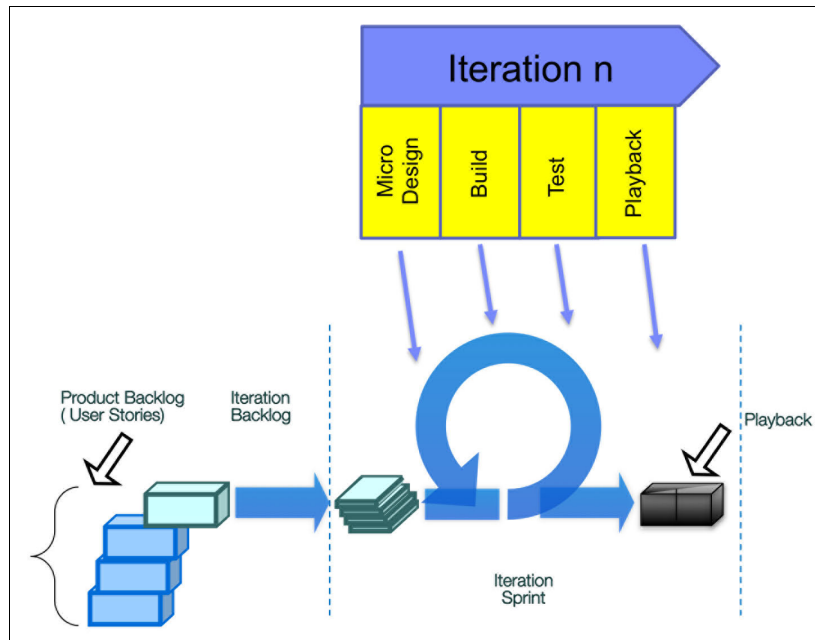 Iteration n
Micro
Design
Build
Test
Playback
Product Backlog
( User Stories)
Iteration
Backlog
Playback
Iteration
Sprint